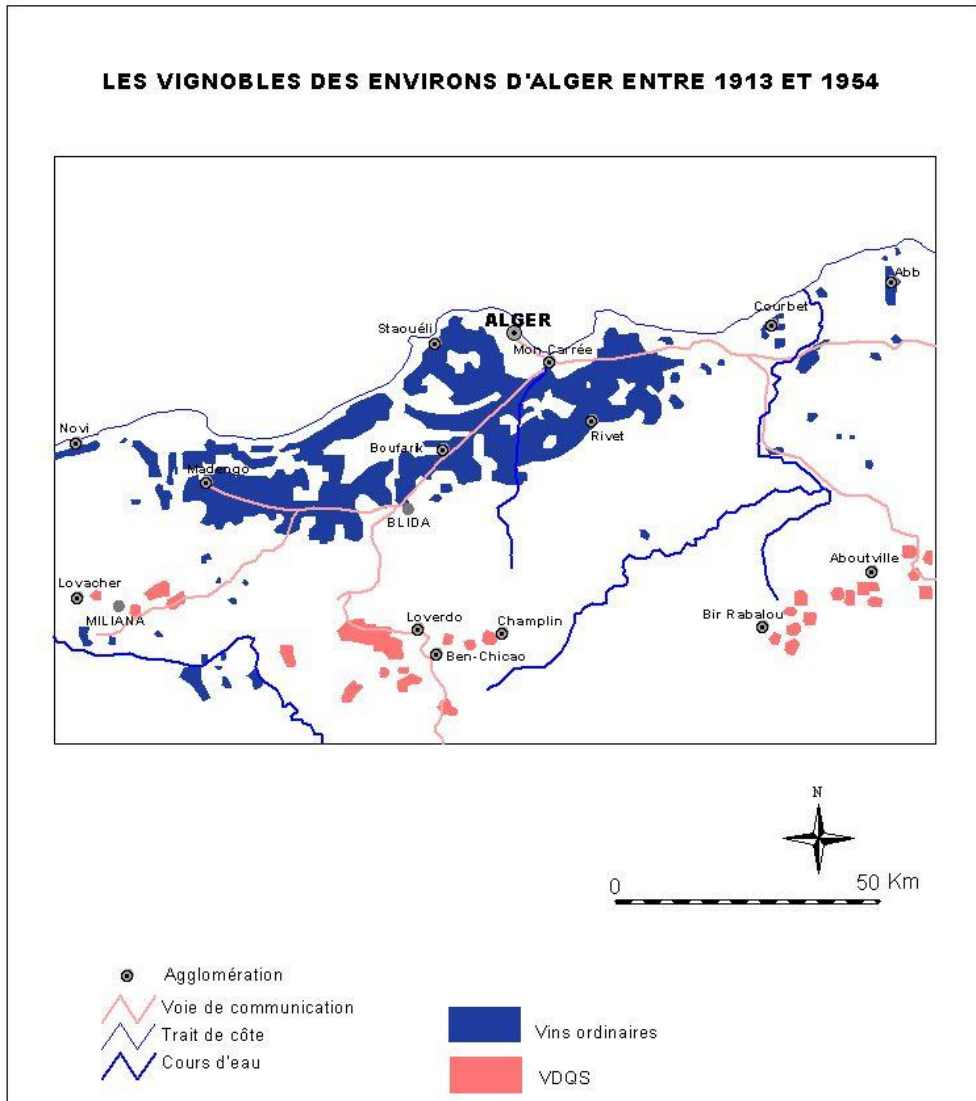 LES VIGNOBLES DES ENVIRONS D'ALGER ENTRE 1913 ET 1954
Abb
Courbet
ALGER
Staouéli
Mon-Carrée
Novi
Rivet
Boufarik
Madengo
BLIDA
Aboutville
Lovacher
MILIANA
Bir Rabalou
Loverdo
Champlin
Ben-Chicao
N
0
50 Km
Agglomération
Voie de communication
Trait de côte
Cours d'eau
Vins ordinaires
VDQS